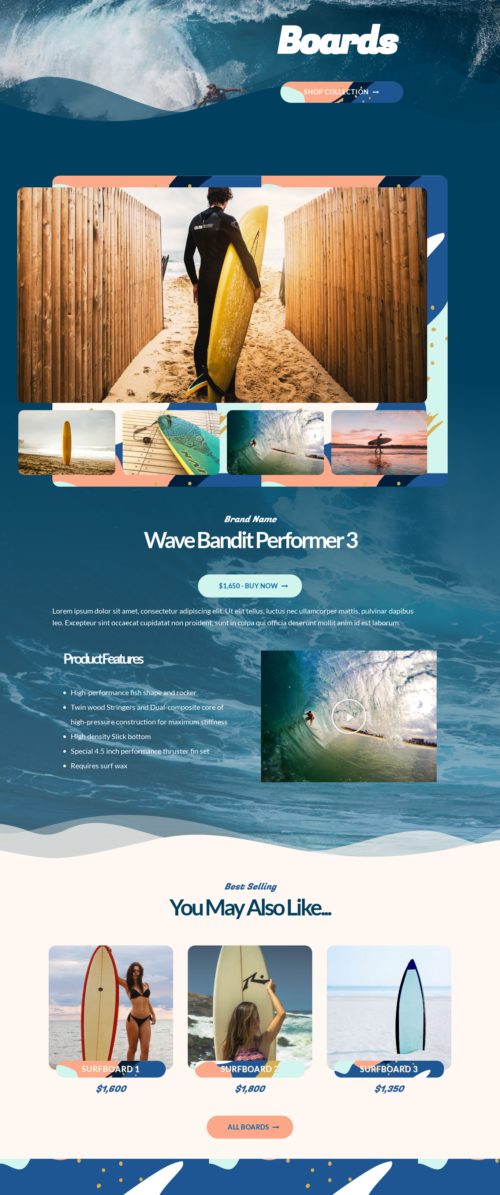 Boards
SHOP COLLECTION →
Brand Name
Wave Bandit Performer 3
$1,650 - BUY NOW →
Lorem ipsum dolor sit amet, consectetur adipiscing elit. Ut elit tellus, luctus nec ullamcorper mattis, pulvinar dapibus
leo. Excepteur sint occaecat cupidatat non proident, sunt in culpa qui officia deserunt mollit anim id est laborum.
Product Features
• High-performance fish shape and rocker
• Twin wood Stringers and Dual-composite core of
high-pressure construction for maximum stiffness
• High density Slick bottom
• Special 4.5 inch performance thruster fin set
• Requires surf wax
Best Selling
You May Also Like...
SURFBOARD 1
SURFBOARD 2
SURFBOARD 3
$1,600
$1,800
$1,350
ALL BOARDS →